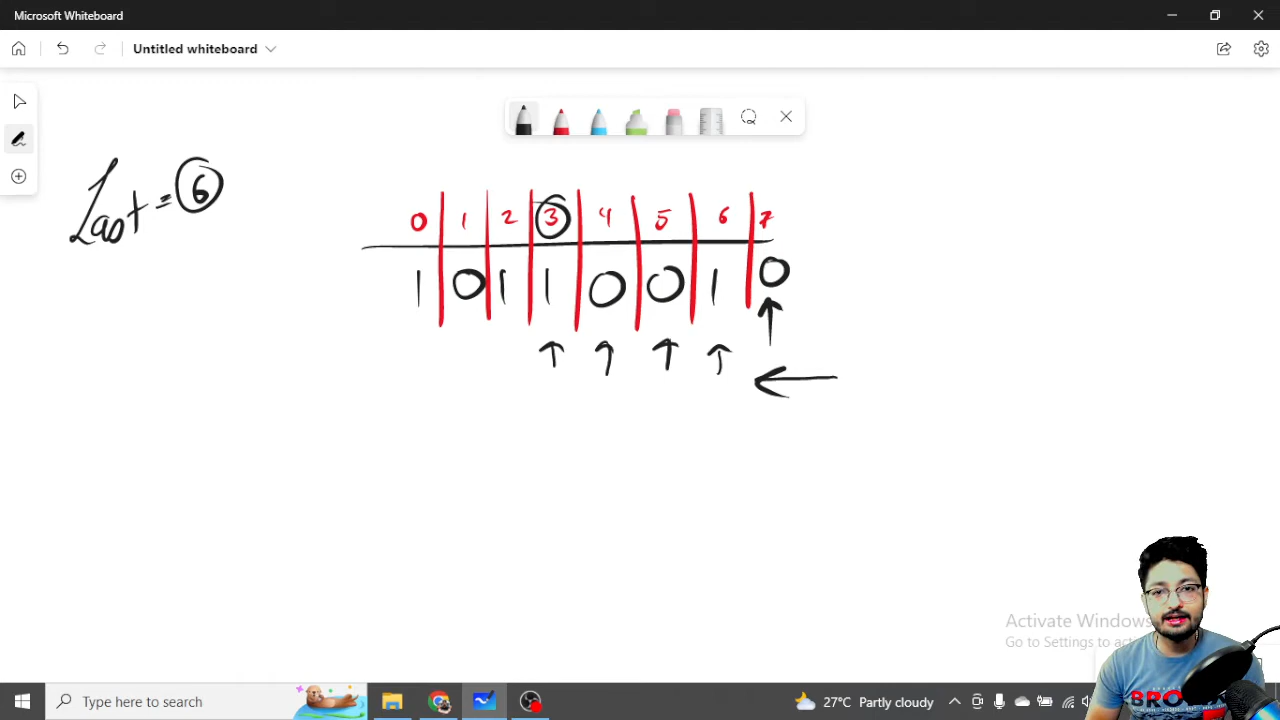 Microsoft Whiteboard
Untitled whiteboard
Last = 6
0 1 2 3 4 5 6 7
1 0 1 1 0 0 1 0
Activate Windows
Go to Settings to
BRO
Type here to search
27°C Partly cloudy